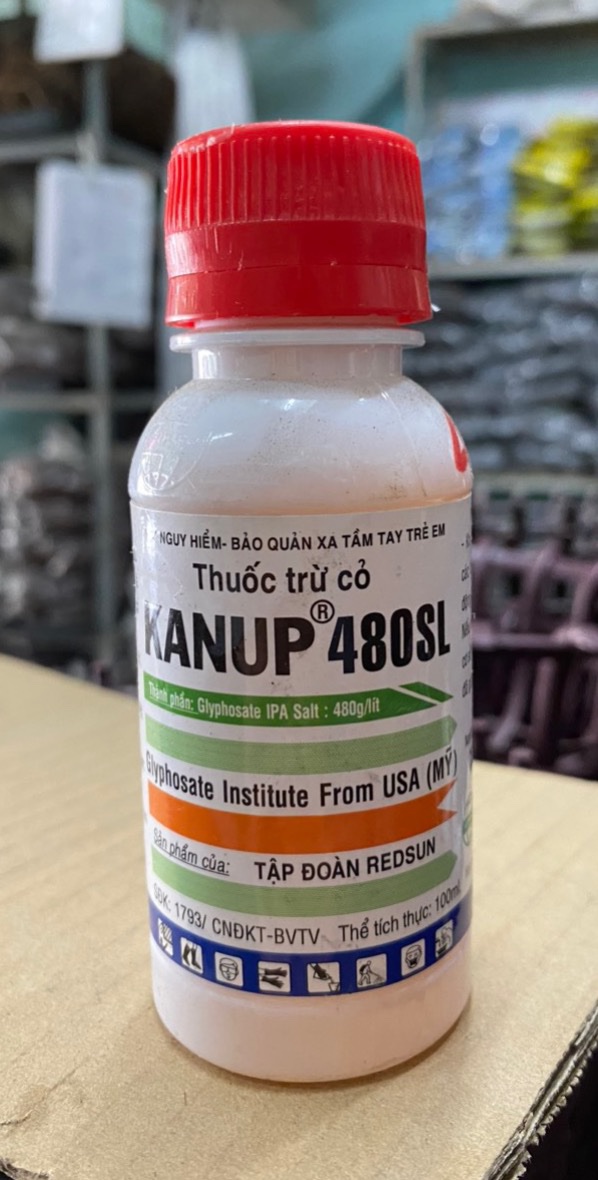 NGUY HIỂM- BẢO QUẢN XA TẦM TAY TRẺ EM
Thuốc trừ cỏ
KANUP® 480SL
Thành phần: Glyphosate IPA Salt : 480g/lít
Glyphosate Institute From USA (MỸ)
Sản phẩm của: TẬP ĐOÀN REDSUN
SĐK: 1793/ CNĐKT-BVTV Thể tích thực: 100ml